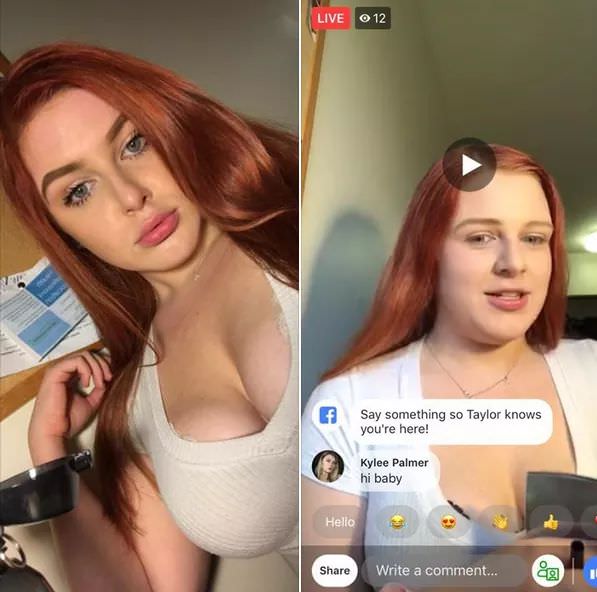 LIVE
12
Say something so Taylor knows
you're here!
Kylee Palmer
hi baby
Hello
Share
Write a comment...